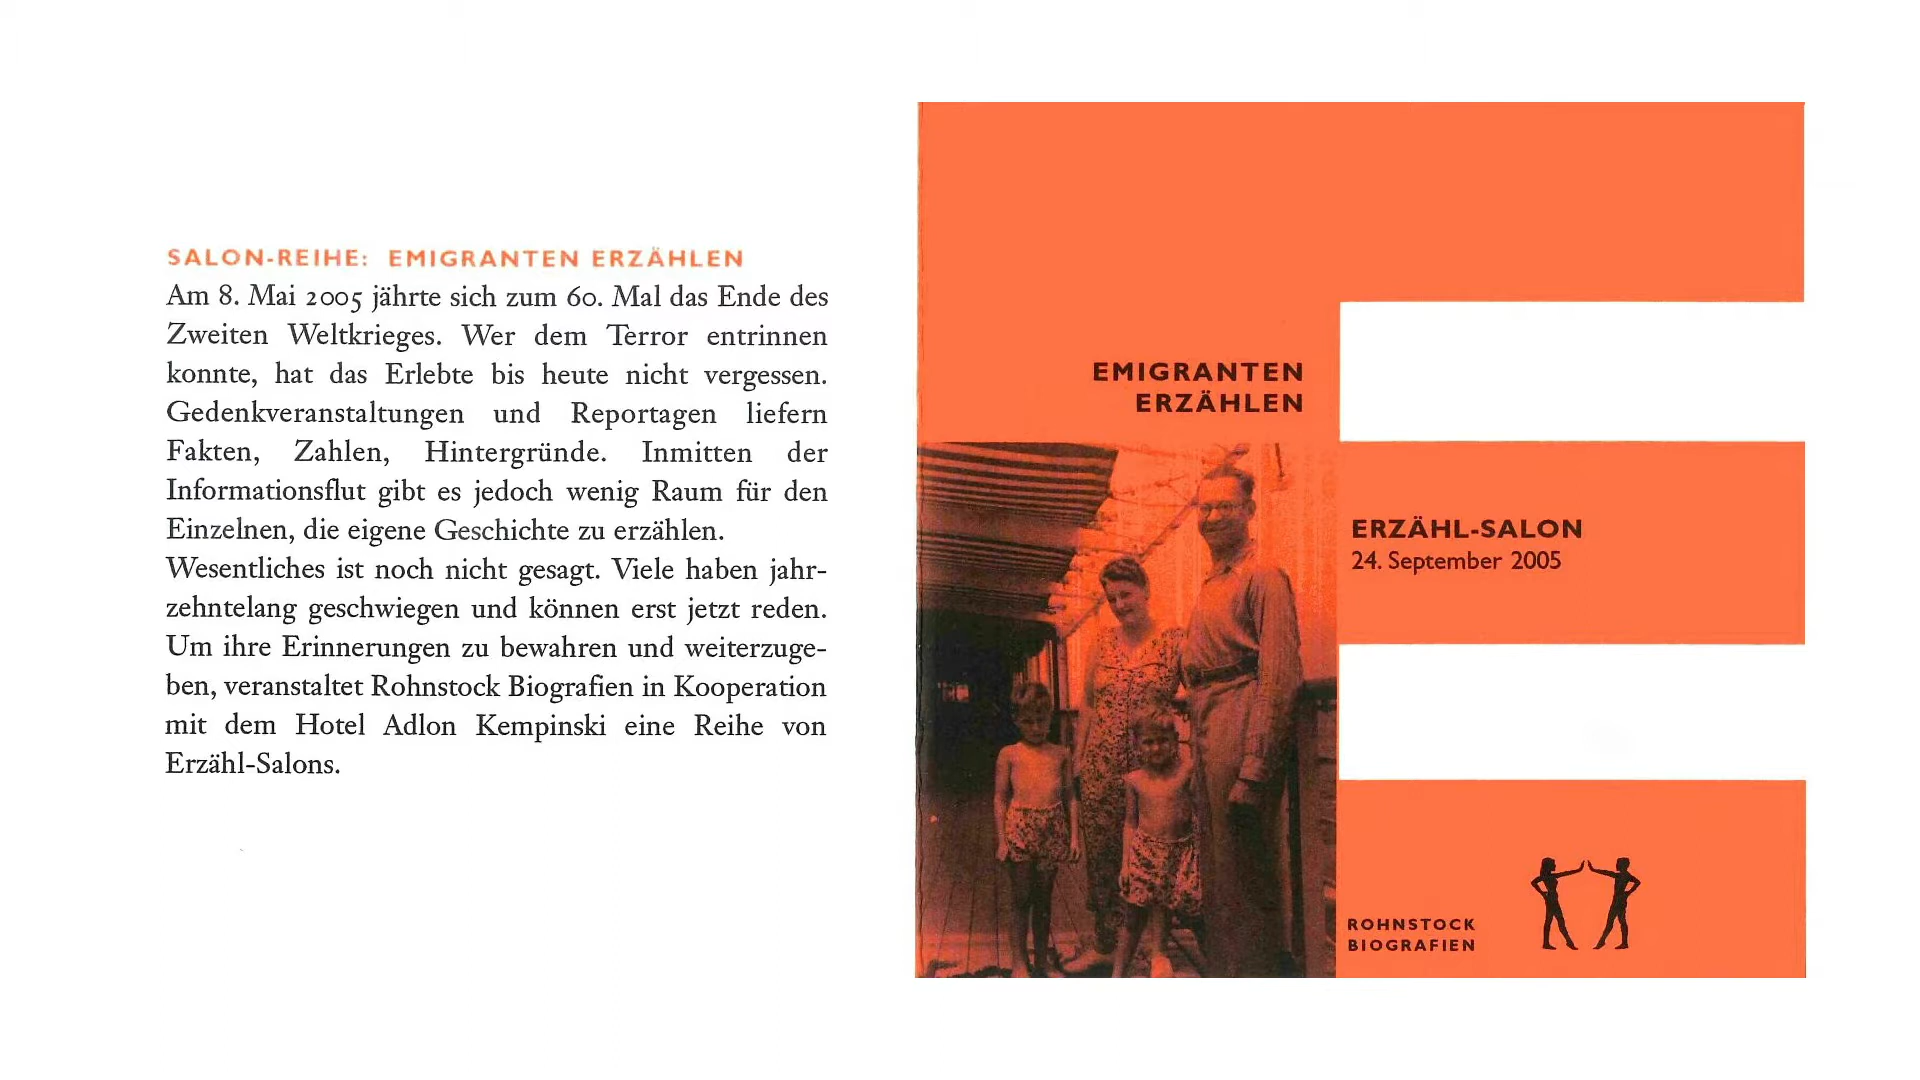 SALON-REIHE: EMIGRANTEN ERZÄHLEN
Am 8. Mai 2005 jährte sich zum 60. Mal das Ende des
Zweiten Weltkrieges. Wer dem Terror entrinnen
konnte, hat das Erlebte bis heute nicht vergessen.
Gedenkveranstaltungen und Reportagen liefern
Fakten, Zahlen, Hintergründe. Inmitten der
Informationsflut gibt es jedoch wenig Raum für den
Einzelnen, die eigene Geschichte zu erzählen.
Wesentliches ist noch nicht gesagt. Viele haben jahr-
zehntelang geschwiegen und können erst jetzt reden.
Um ihre Erinnerungen zu bewahren und weiterzuge-
ben, veranstaltet Rohnstock Biografien in Kooperation
mit dem Hotel Adlon Kempinski eine Reihe von
Erzähl-Salons.
EMIGRANTEN
ERZÄHLEN
ERZÄHL-SALON
24. September 2005
ROHNSTOCK
BIOGRAFIEN